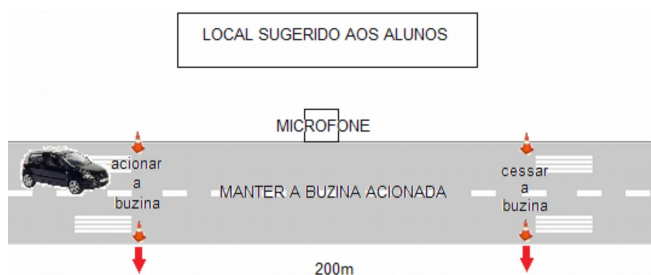 LOCAL SUGERIDO AOS ALUNOS
MICROFONE
acionar
a
buzina
MANTER A BUZINA ACIONADA
cessar
a
buzina
200m